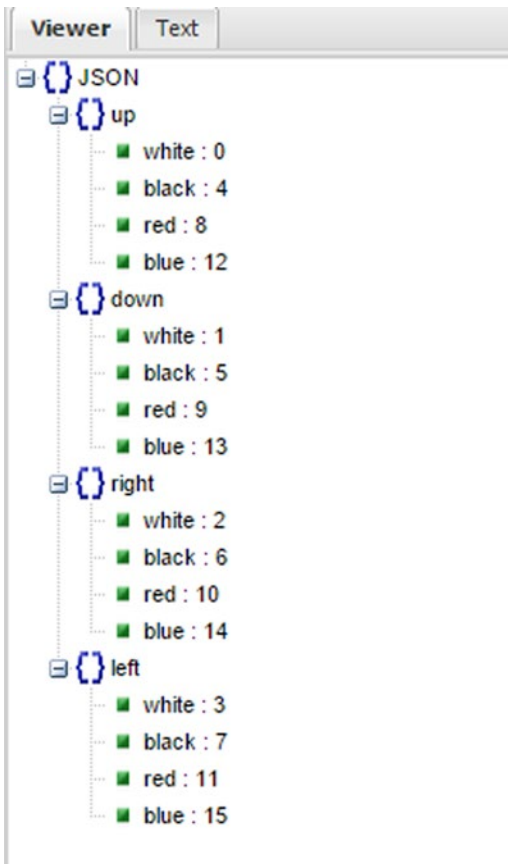 Viewer Text
{} JSON
{} up
white : 0
black : 4
red : 8
blue : 12
{} down
white : 1
black : 5
red : 9
blue : 13
{} right
white : 2
black : 6
red : 10
blue : 14
{} left
white : 3
black : 7
red : 11
blue : 15